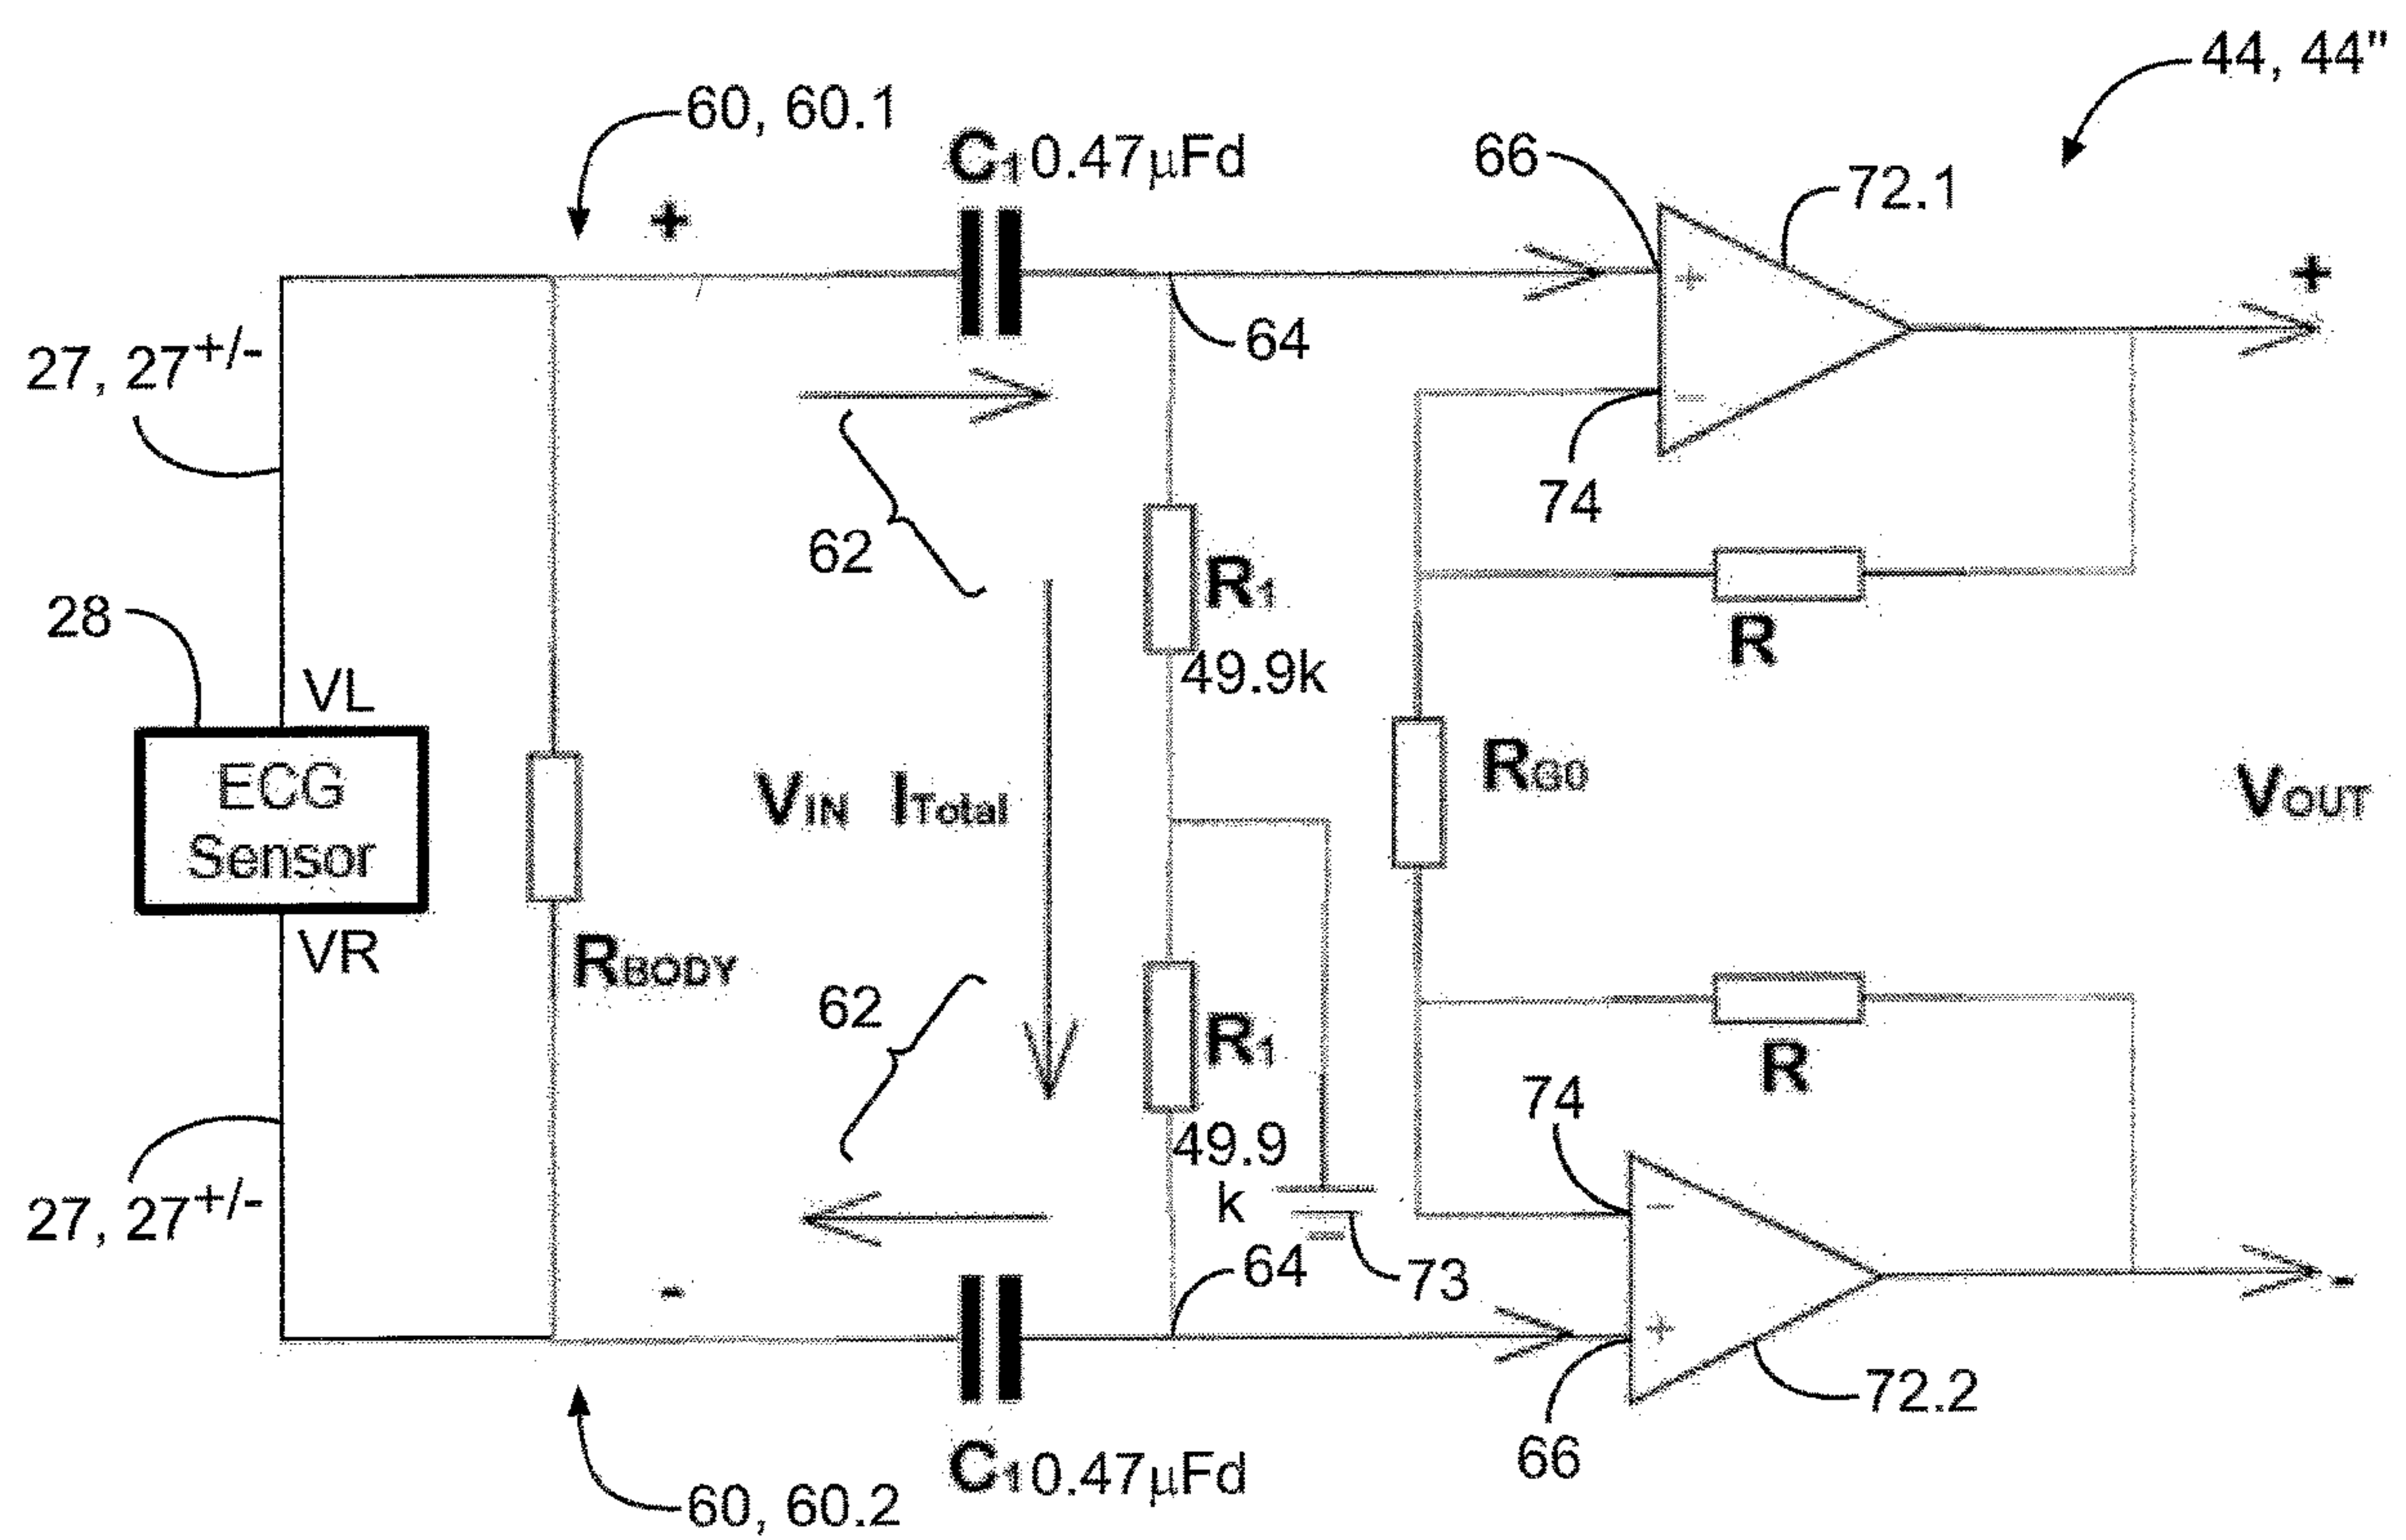 44, 44"
60, 60.1
C1 0.47μFd
66
72.1
+
+
+
64
27, 27+/-
−
74
62
R1
49.9k
R
28
VL
ECG
Sensor
VR
RBODY
VIN ITotal
RG0
VOUT
62
R1
49.9
k
R
74
−
73
64
27, 27+/-
-
+
-
72.2
66
C1 0.47μFd
60, 60.2